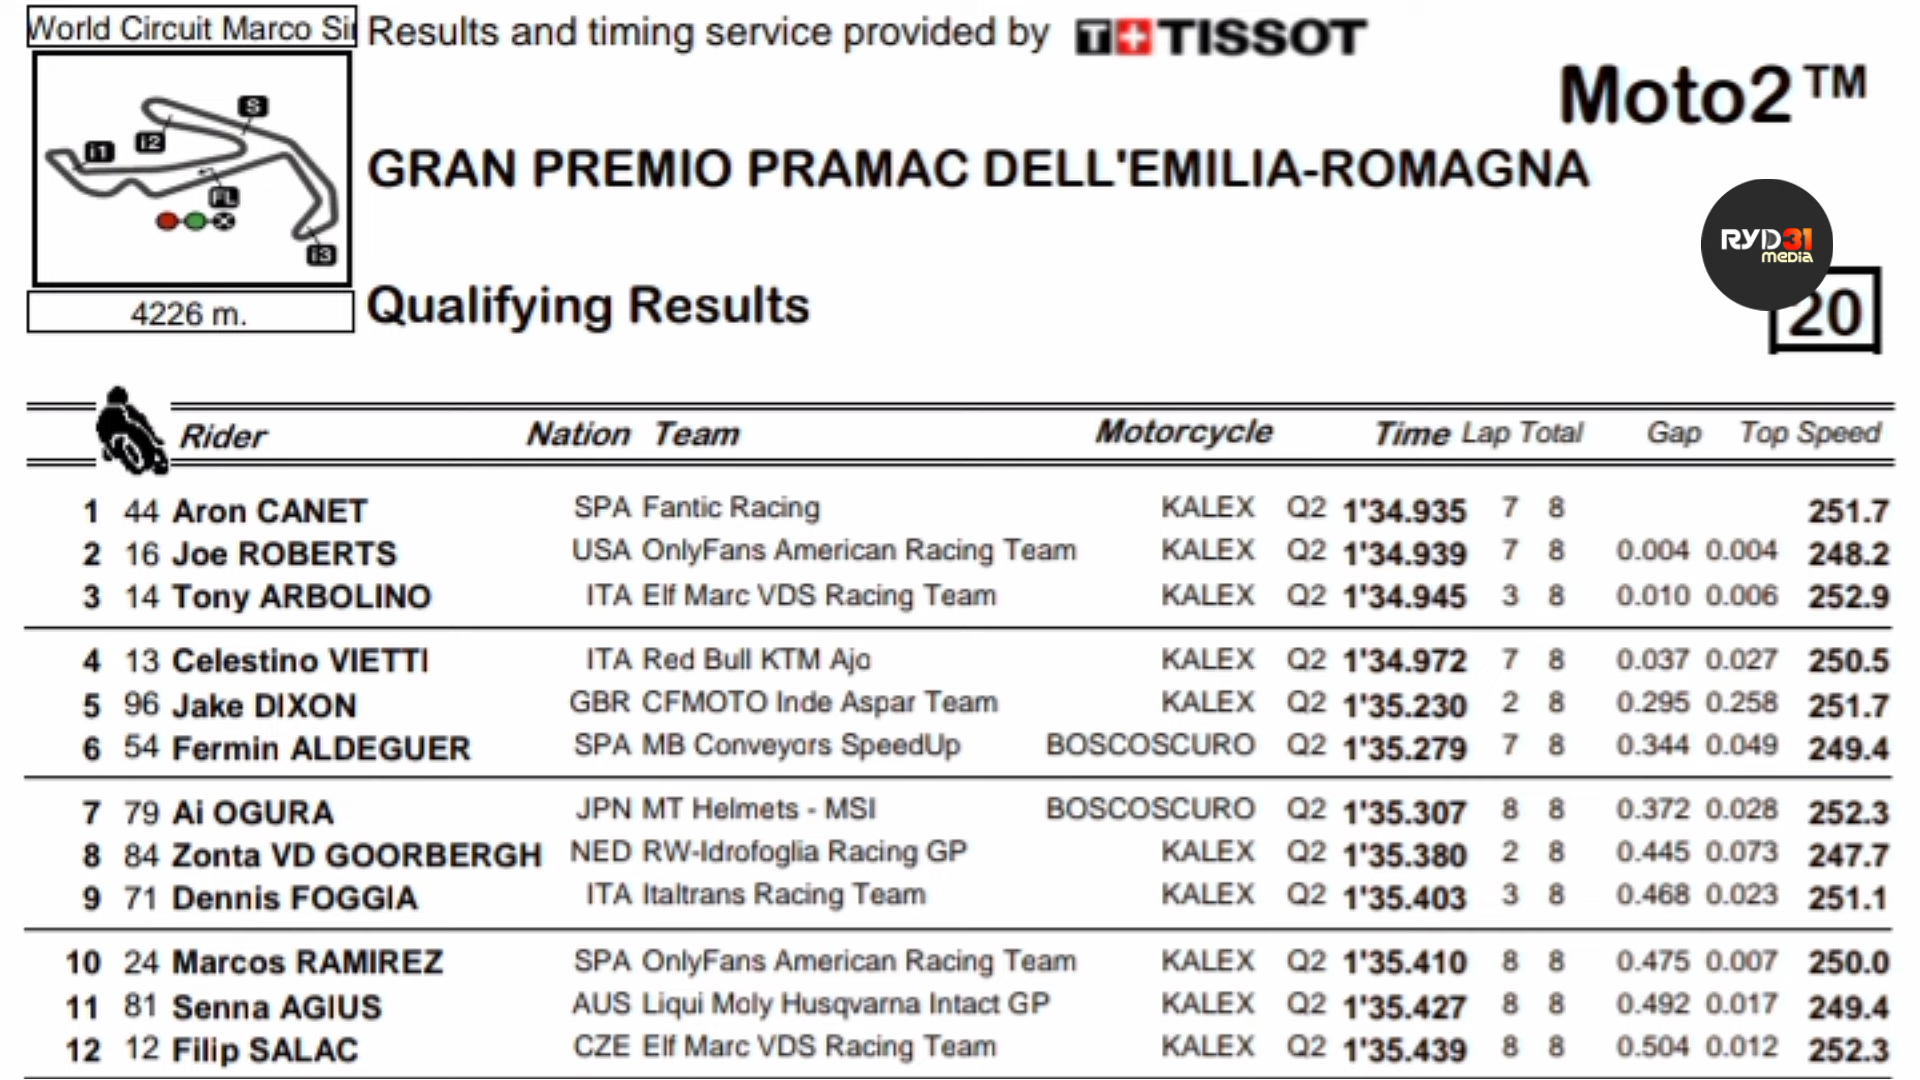 World Circuit Marco Si
Results and timing service provided by T+TISSOT
Moto2™
S
i2
i1
FL
i3
GRAN PREMIO PRAMAC DELL'EMILIA-ROMAGNA
RYD31
media
4226 m.
Qualifying Results
20
Rider Nation Team Motorcycle Time Lap Total Gap Top Speed
1 44 Aron CANET SPA Fantic Racing KALEX Q2 1'34.935 7 8 251.7
2 16 Joe ROBERTS USA OnlyFans American Racing Team KALEX Q2 1'34.939 7 8 0.004 0.004 248.2
3 14 Tony ARBOLINO ITA Elf Marc VDS Racing Team KALEX Q2 1'34.945 3 8 0.010 0.006 252.9
4 13 Celestino VIETTI ITA Red Bull KTM Ajo KALEX Q2 1'34.972 7 8 0.037 0.027 250.5
5 96 Jake DIXON GBR CFMOTO Inde Aspar Team KALEX Q2 1'35.230 2 8 0.295 0.258 251.7
6 54 Fermin ALDEGUER SPA MB Conveyors SpeedUp BOSCOSCURO Q2 1'35.279 7 8 0.344 0.049 249.4
7 79 Ai OGURA JPN MT Helmets - MSI BOSCOSCURO Q2 1'35.307 8 8 0.372 0.028 252.3
8 84 Zonta VD GOORBERGH NED RW-Idrofoglia Racing GP KALEX Q2 1'35.380 2 8 0.445 0.073 247.7
9 71 Dennis FOGGIA ITA Italtrans Racing Team KALEX Q2 1'35.403 3 8 0.468 0.023 251.1
10 24 Marcos RAMIREZ SPA OnlyFans American Racing Team KALEX Q2 1'35.410 8 8 0.475 0.007 250.0
11 81 Senna AGIUS AUS Liqui Moly Husqvarna Intact GP KALEX Q2 1'35.427 8 8 0.492 0.017 249.4
12 12 Filip SALAC CZE Elf Marc VDS Racing Team KALEX Q2 1'35.439 8 8 0.504 0.012 252.3